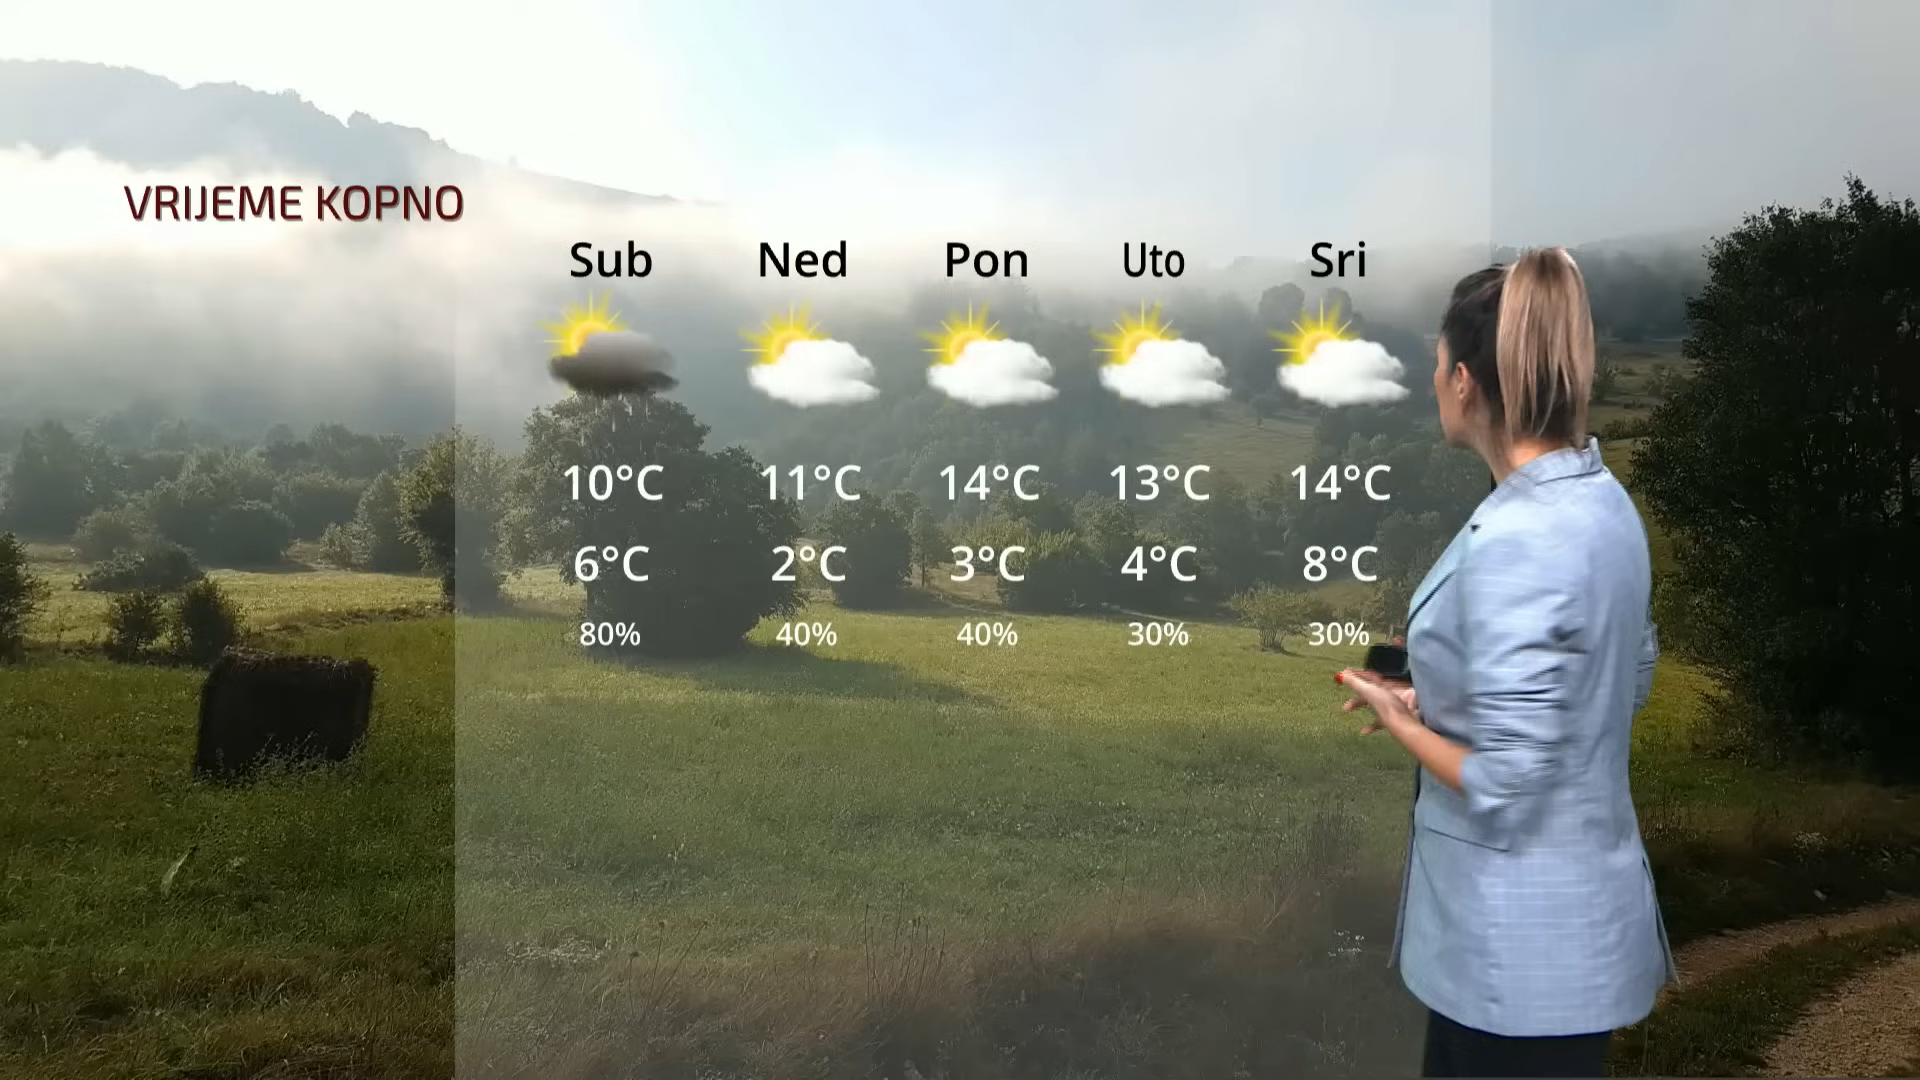 VRIJEME KOPNO
Sub Ned Pon Uto Sri
10°C 11°C 14°C 13°C 14°C
6°C 2°C 3°C 4°C 8°C
80% 40% 40% 30% 30%